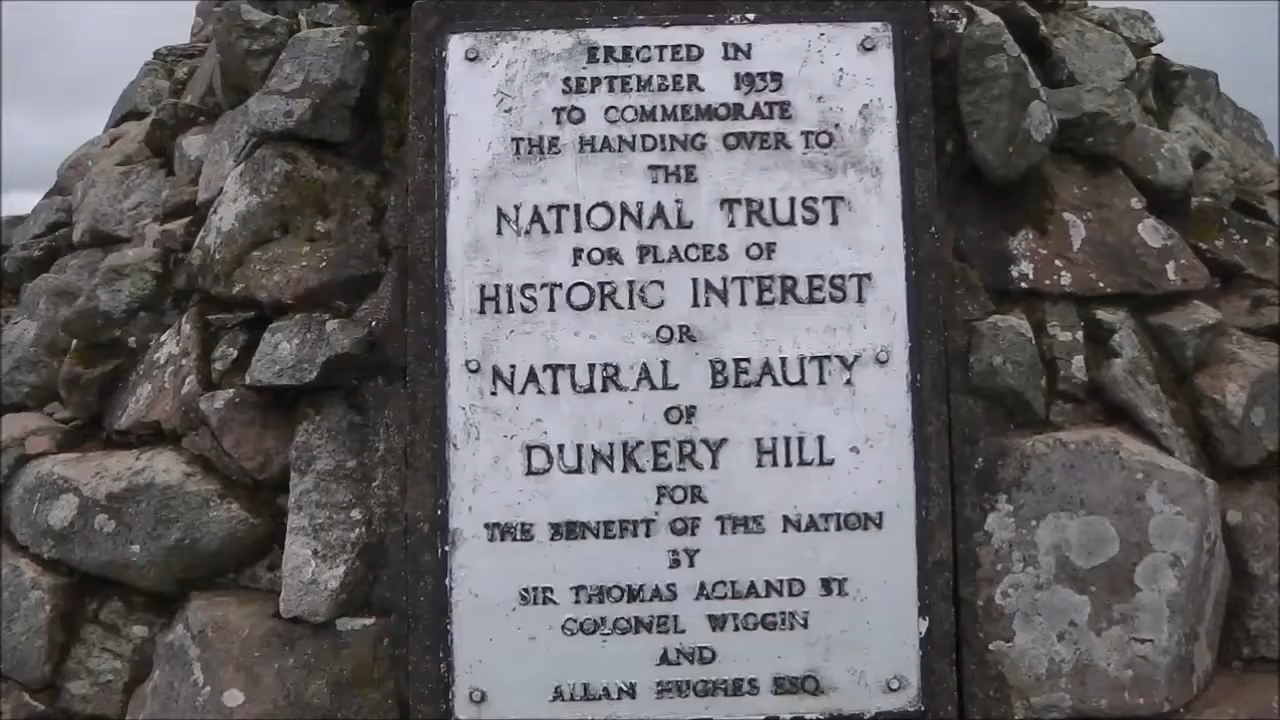 ERECTED IN
SEPTEMBER 1935
TO COMMEMORATE
THE HANDING OVER TO
THE
NATIONAL TRUST
FOR PLACES OF
HISTORIC INTEREST
OR
NATURAL BEAUTY
OF
DUNKERY HILL
FOR
THE BENEFIT OF THE NATION
BY
SIR THOMAS ACLAND BT
COLONEL WIGGIN
AND
ALLAN HUGHES ESQ.